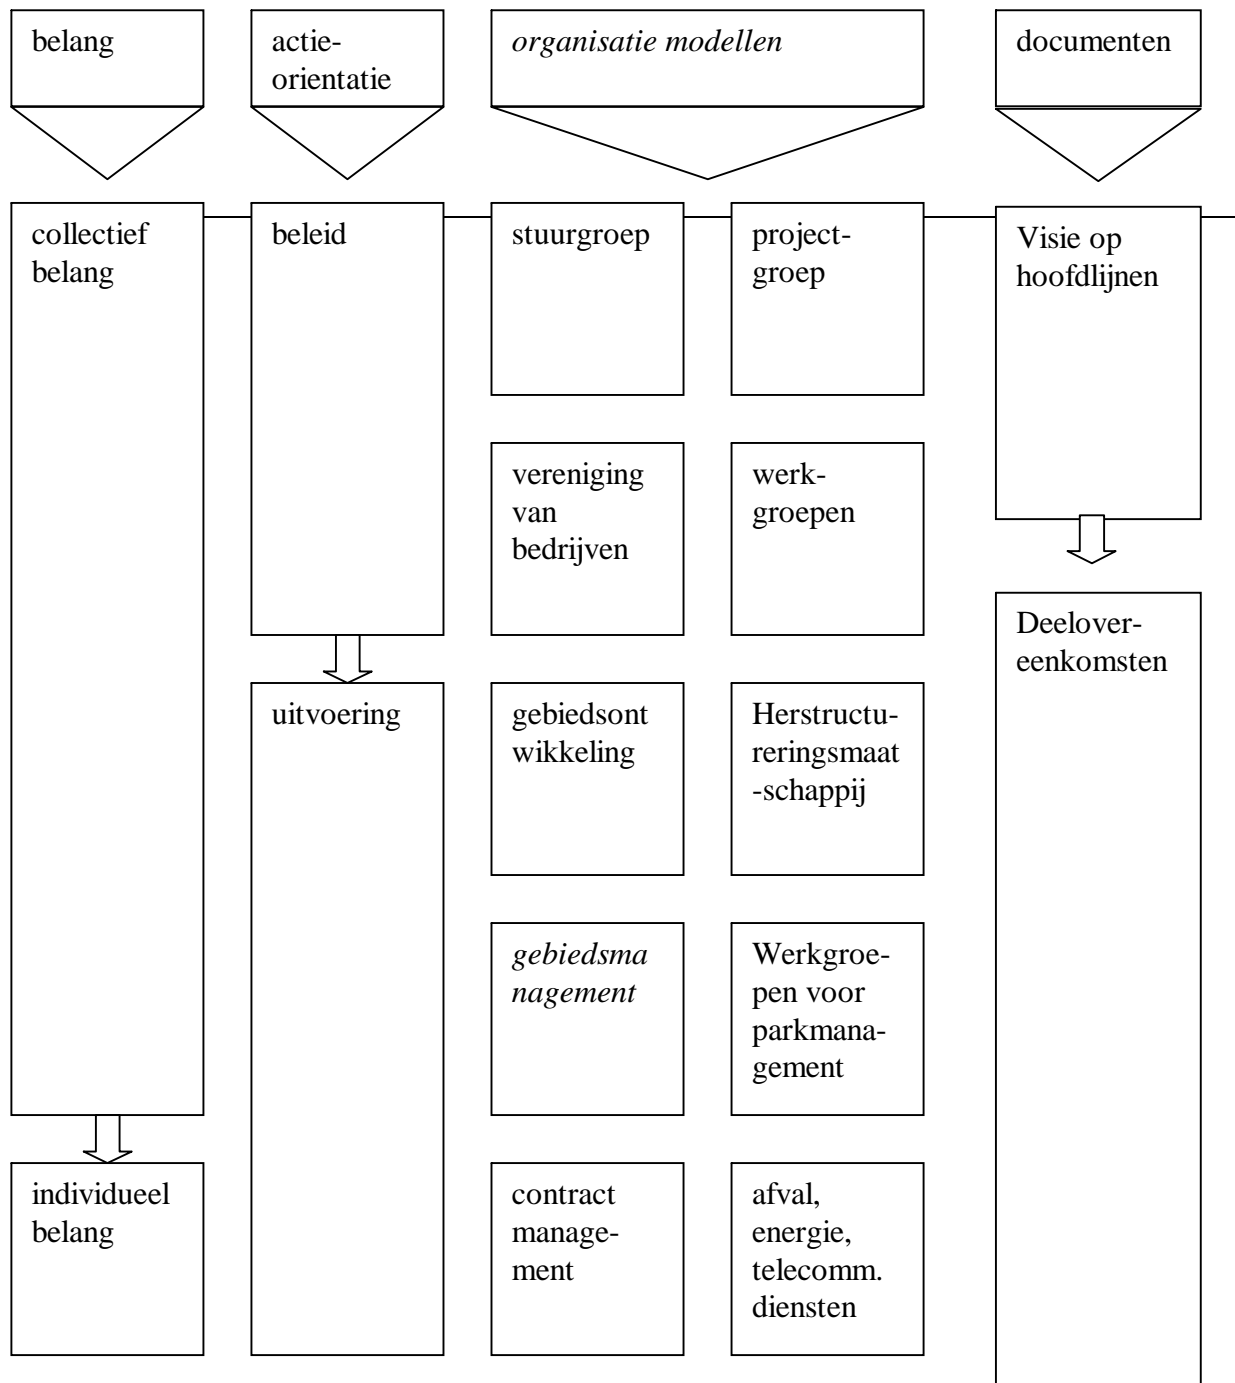 belang
actie-
orientatie
organisatie modellen
documenten
collectief
belang
beleid
stuurgroep
project-
groep
Visie op
hoofdlijnen
vereniging
van
bedrijven
werk-
groepen
Deelover-
eenkomsten
uitvoering
gebiedsont
wikkeling
Herstructu-
reringsmaat
-schappij
gebiedsma
nagement
Werkgroe-
pen voor
parkmana-
gement
individueel
belang
contract
manage-
ment
afval,
energie,
telecomm.
diensten